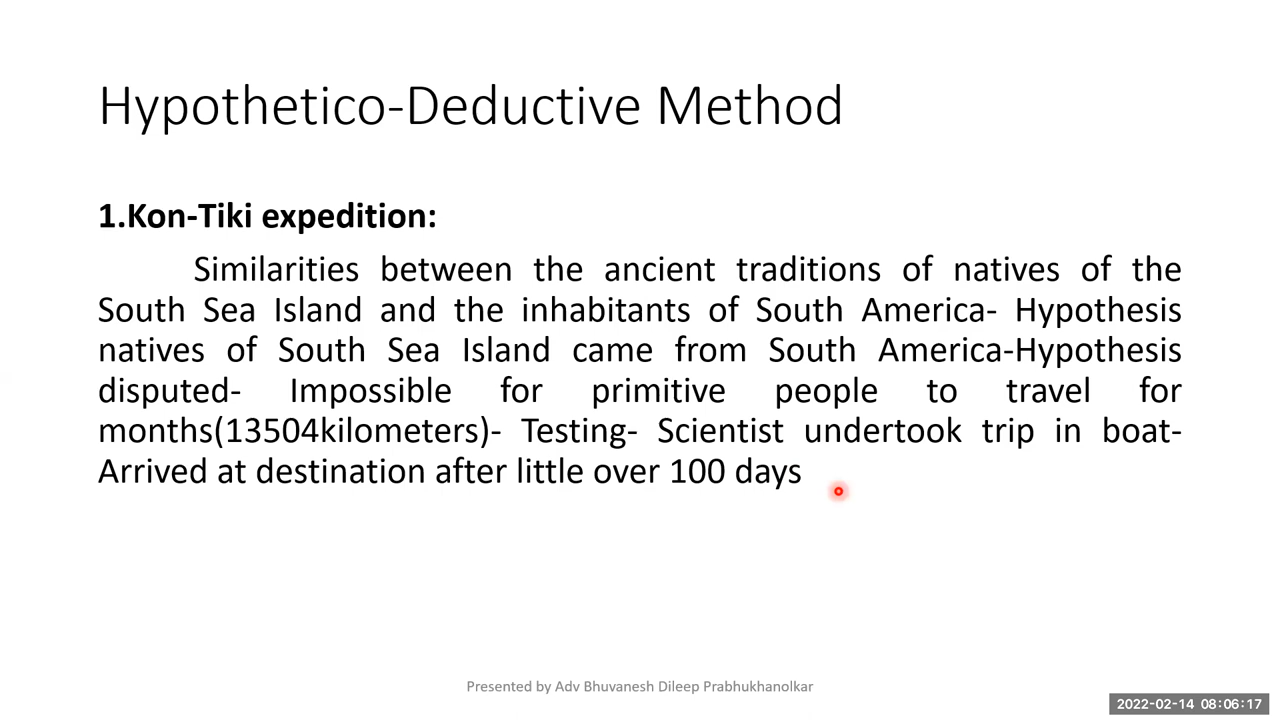 Hypothetico-Deductive Method
1.Kon-Tiki expedition:
Similarities between the ancient traditions of natives of the
South Sea Island and the inhabitants of South America- Hypothesis
natives of South Sea Island came from South America-Hypothesis
disputed- Impossible for primitive people to travel for
months(13504kilometers)- Testing- Scientist undertook trip in boat-
Arrived at destination after little over 100 days
Presented by Adv Bhuvanesh Dileep Prabhukhanolkar
2022-02-14 08:06:17